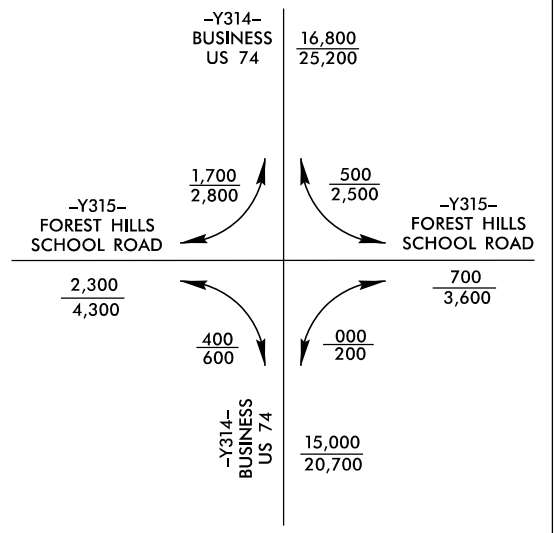 –Y314–
BUSINESS
US 74
16,800
25,200
1,700
2,800
500
2,500
–Y315–
FOREST HILLS
SCHOOL ROAD
–Y315–
FOREST HILLS
SCHOOL ROAD
2,300
4,300
700
3,600
400
600
000
200
–Y314–
BUSINESS
US 74
15,000
20,700